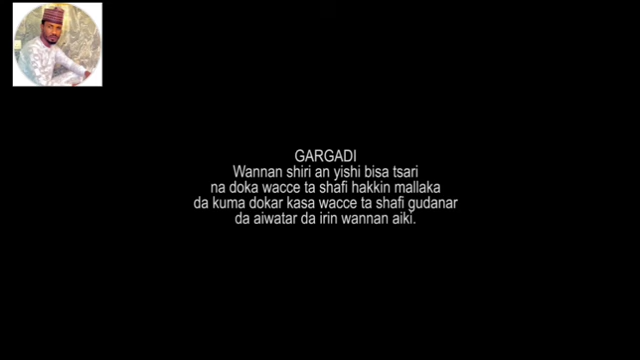 GARGADI
Wannan shiri an yishi bisa tsari
na doka wacce ta shafi hakkin mallaka
da kuma dokar kasa wacce ta shafi gudanar
da aiwatar da irin wannan aiki.